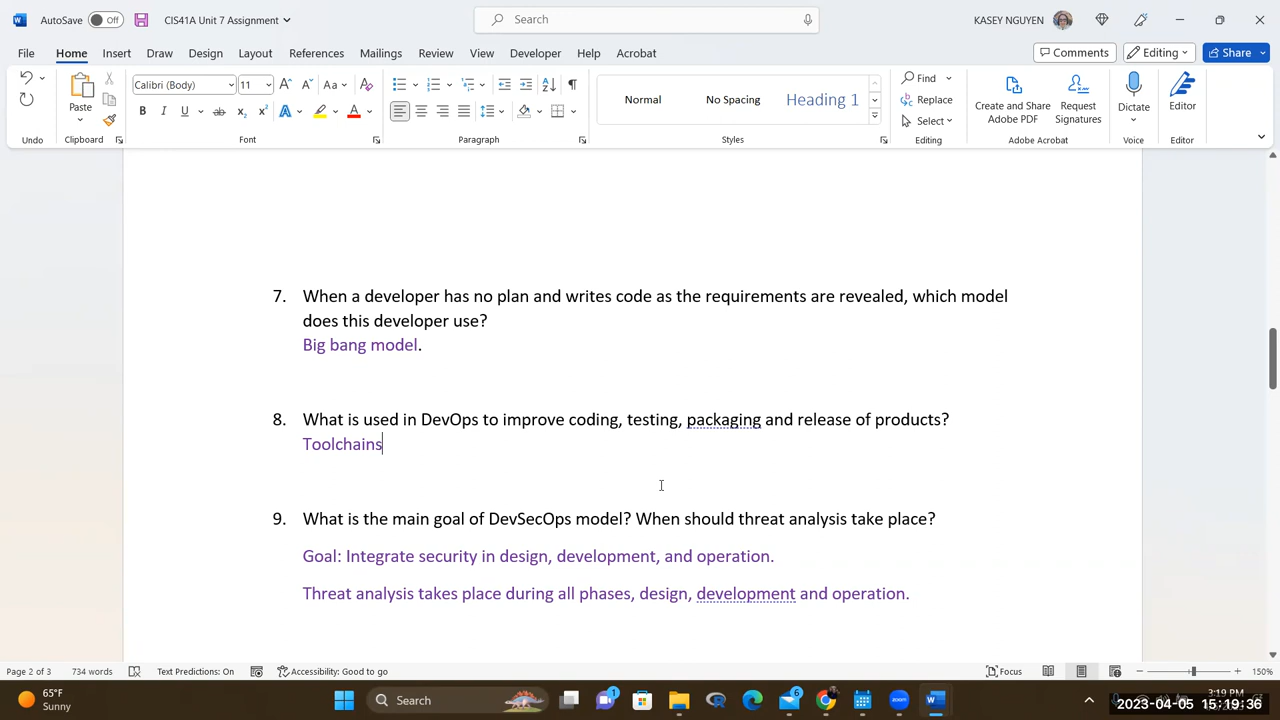 AutoSave Off CIS41A Unit 7 Assignment Search KASEY NGUYEN
File Home Insert Draw Design Layout References Mailings Review View Developer Help Acrobat Comments Editing Share
Calibri (Body) 11 Aa Normal No Spacing Heading 1 Find
Paste Replace Create and Share Adobe PDF Request Signatures Dictate Editor
B I U ab x₂ x² A A Select
Undo Clipboard Font Paragraph Styles Editing Adobe Acrobat Voice Editor
7. When a developer has no plan and writes code as the requirements are revealed, which model
does this developer use?
Big bang model.
8. What is used in DevOps to improve coding, testing, packaging and release of products?
Toolchains
9. What is the main goal of DevSecOps model? When should threat analysis take place?
Goal: Integrate security in design, development, and operation.
Threat analysis takes place during all phases, design, development and operation.
Page 2 of 3 734 words Text Predictions: On Accessibility: Good to go Focus 150%
65°F
Sunny
Search 1 6
3:19 PM
2023-04-05 15:19:36